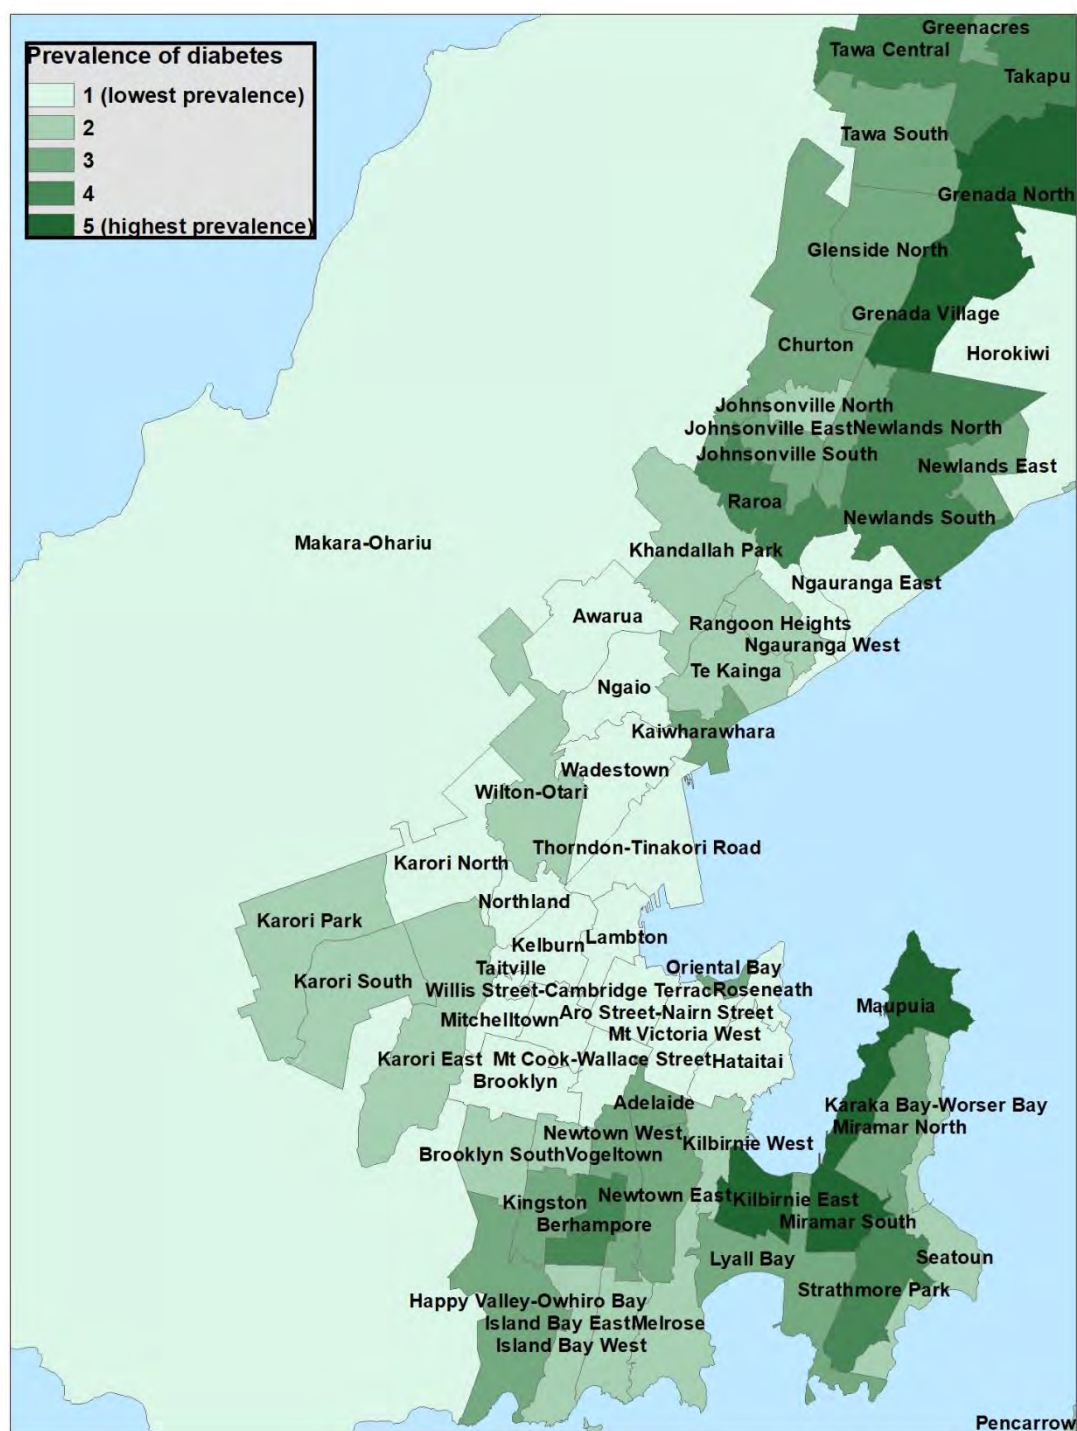 Prevalence of diabetes
1 (lowest prevalence)
2
3
4
5 (highest prevalence)
Greenacres
Tawa Central
Takapu
Tawa South
Grenada North
Glenside North
Grenada Village
Churton
Horokiwi
Johnsonville North
Johnsonville East
Newlands North
Johnsonville South
Newlands East
Raroa
Newlands South
Makara-Ohariu
Khandallah Park
Ngauranga East
Awarua
Rangoon Heights
Ngauranga West
Te Kainga
Ngaio
Kaiwharawhara
Wadestown
Wilton-Otari
Thorndon-Tinakori Road
Karori North
Northland
Karori Park
Lambton
Kelburn
Oriental Bay
Taitville
Karori South
Willis Street-Cambridge Terrac
Roseneath
Maupuia
Aro Street-Nairn Street
Mitchelltown
Mt Victoria West
Karori East
Mt Cook-Wallace Street
Hataitai
Brooklyn
Adelaide
Karaka Bay-Worser Bay
Miramar North
Newtown West
Kilbirnie West
Brooklyn South
Vogeltown
Newtown East
Kilbirnie East
Kingston
Miramar South
Berhampore
Lyall Bay
Seatoun
Strathmore Park
Happy Valley-Owhiro Bay
Island Bay East
Melrose
Island Bay West
Pencarrow